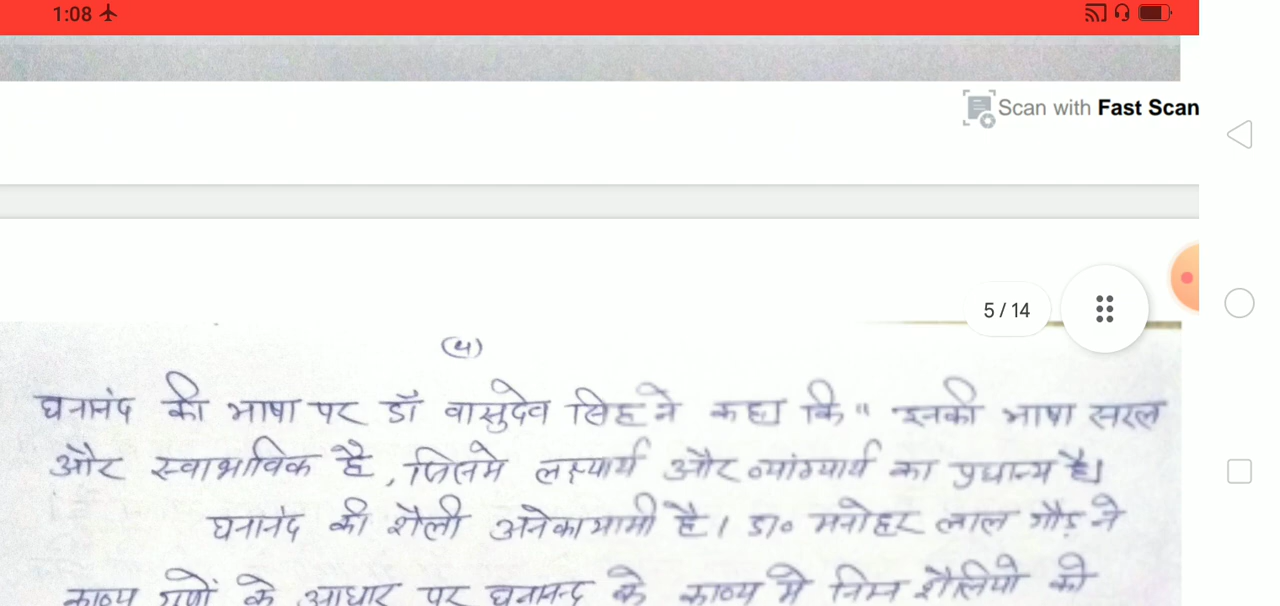 1:08
Scan with Fast Scan
5 / 14
(4)
घनानंद की भाषा पर डॉ वासुदेव सिंह ने कहा कि " इनकी भाषा सरल
और स्वाभाविक है, जिसमे लक्ष्यार्थ और व्यांग्यार्थ का प्रधान्य है।
घनानंद की शैली अनेकाभामी है। डा० मनोहर लाल गौड़ ने
काव्य गुणों के आधार पर घनानन्द के काव्य मे निम्न शैलियो को